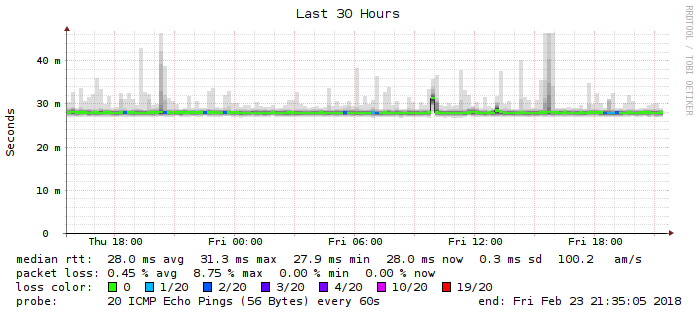 Last 30 Hours
RRDTOOL / TOBI OETIKER
Seconds
40 m
30 m
20 m
10 m
0
Thu 18:00 Fri 00:00 Fri 06:00 Fri 12:00 Fri 18:00
median rtt: 28.0 ms avg 31.3 ms max 27.9 ms min 28.0 ms now 0.3 ms sd 100.2 am/s
packet loss: 0.45 % avg 8.75 % max 0.00 % min 0.00 % now
loss color: 0 1/20 2/20 3/20 4/20 10/20 19/20
probe: 20 ICMP Echo Pings (56 Bytes) every 60s end: Fri Feb 23 21:35:05 2018